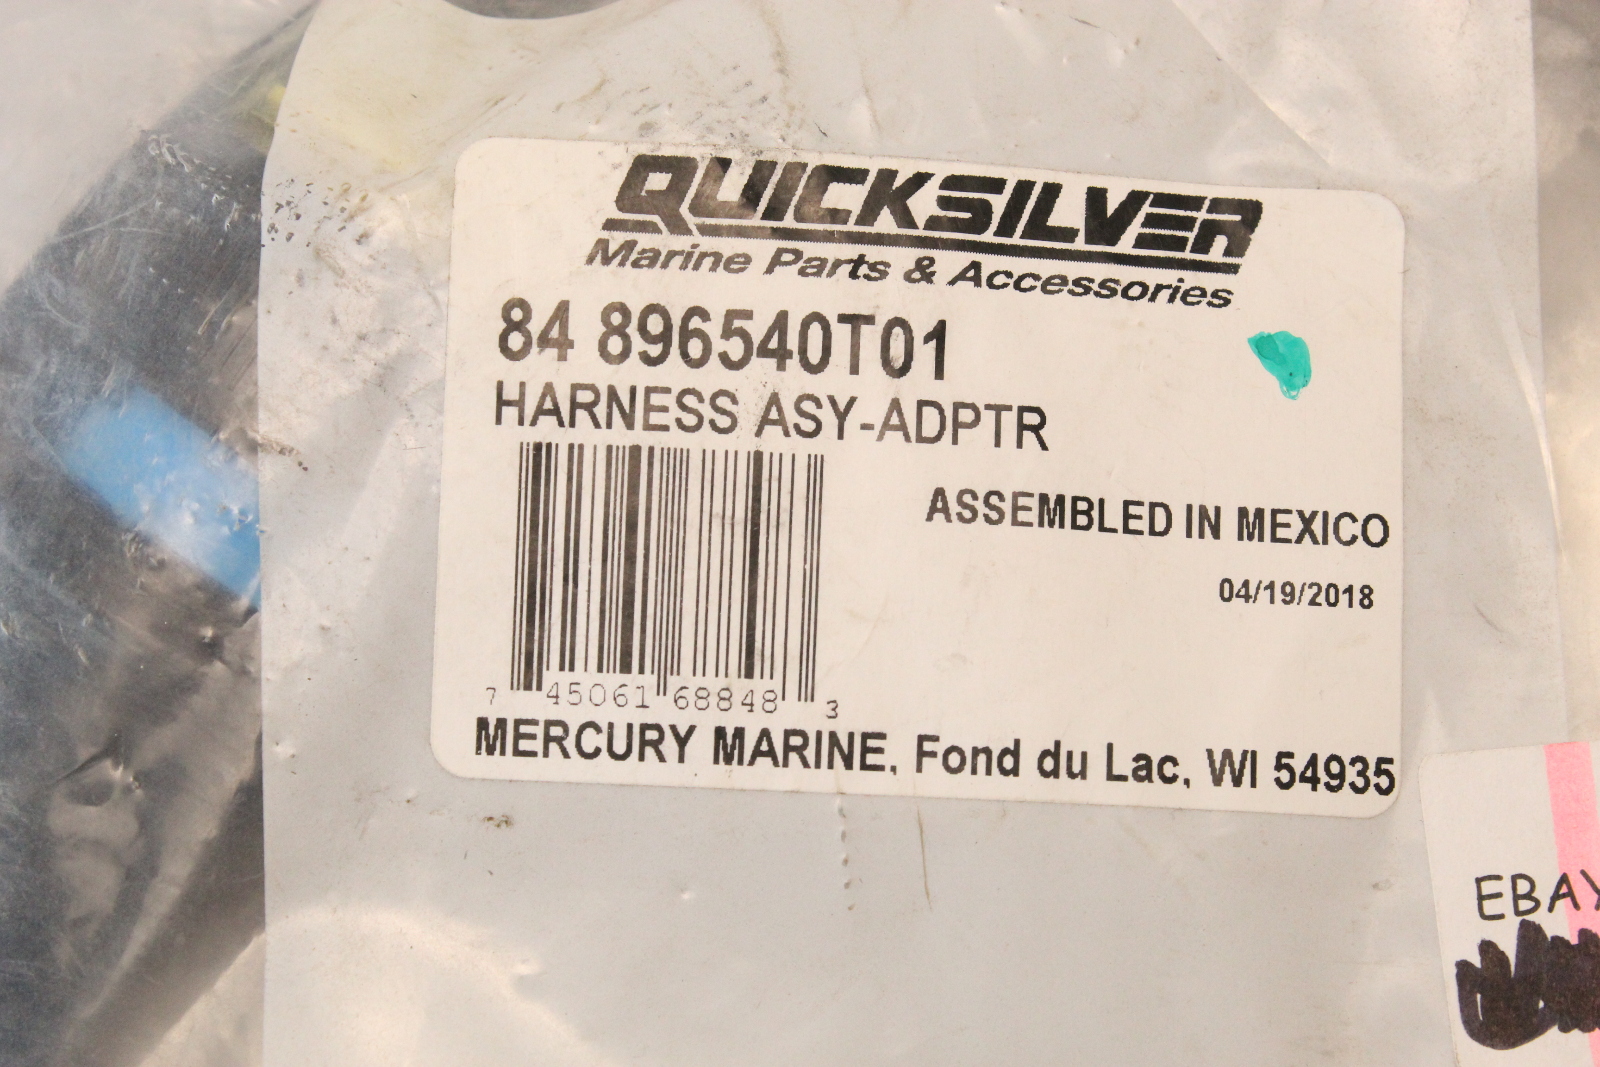 QUICKSILVER
Marine Parts & Accessories
84 896540T01
HARNESS ASY-ADPTR
ASSEMBLED IN MEXICO
04/19/2018
7 45061 68848 3
MERCURY MARINE, Fond du Lac, WI 54935
EBAY